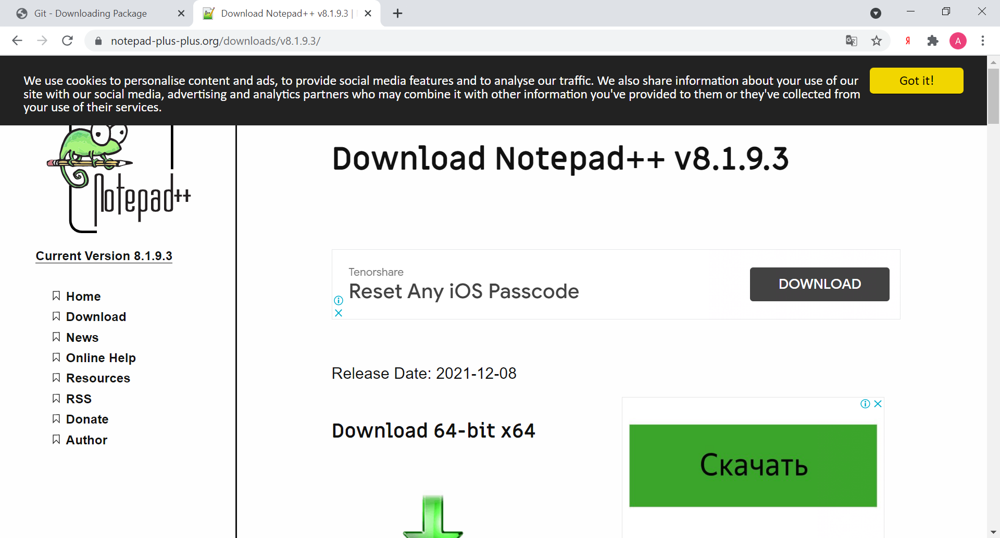 Git - Downloading Package
Download Notepad++ v8.1.9.3 |
notepad-plus-plus.org/downloads/v8.1.9.3/
Я
A
We use cookies to personalise content and ads, to provide social media features and to analyse our traffic. We also share information about your use of our
site with our social media, advertising and analytics partners who may combine it with other information you've provided to them or they've collected from
your use of their services.
Got it!
Notepad++
Current Version 8.1.9.3
Home
Download
News
Online Help
Resources
RSS
Donate
Author
Download Notepad++ v8.1.9.3
Tenorshare
Reset Any iOS Passcode
DOWNLOAD
Release Date: 2021-12-08
Download 64-bit x64
Скачать